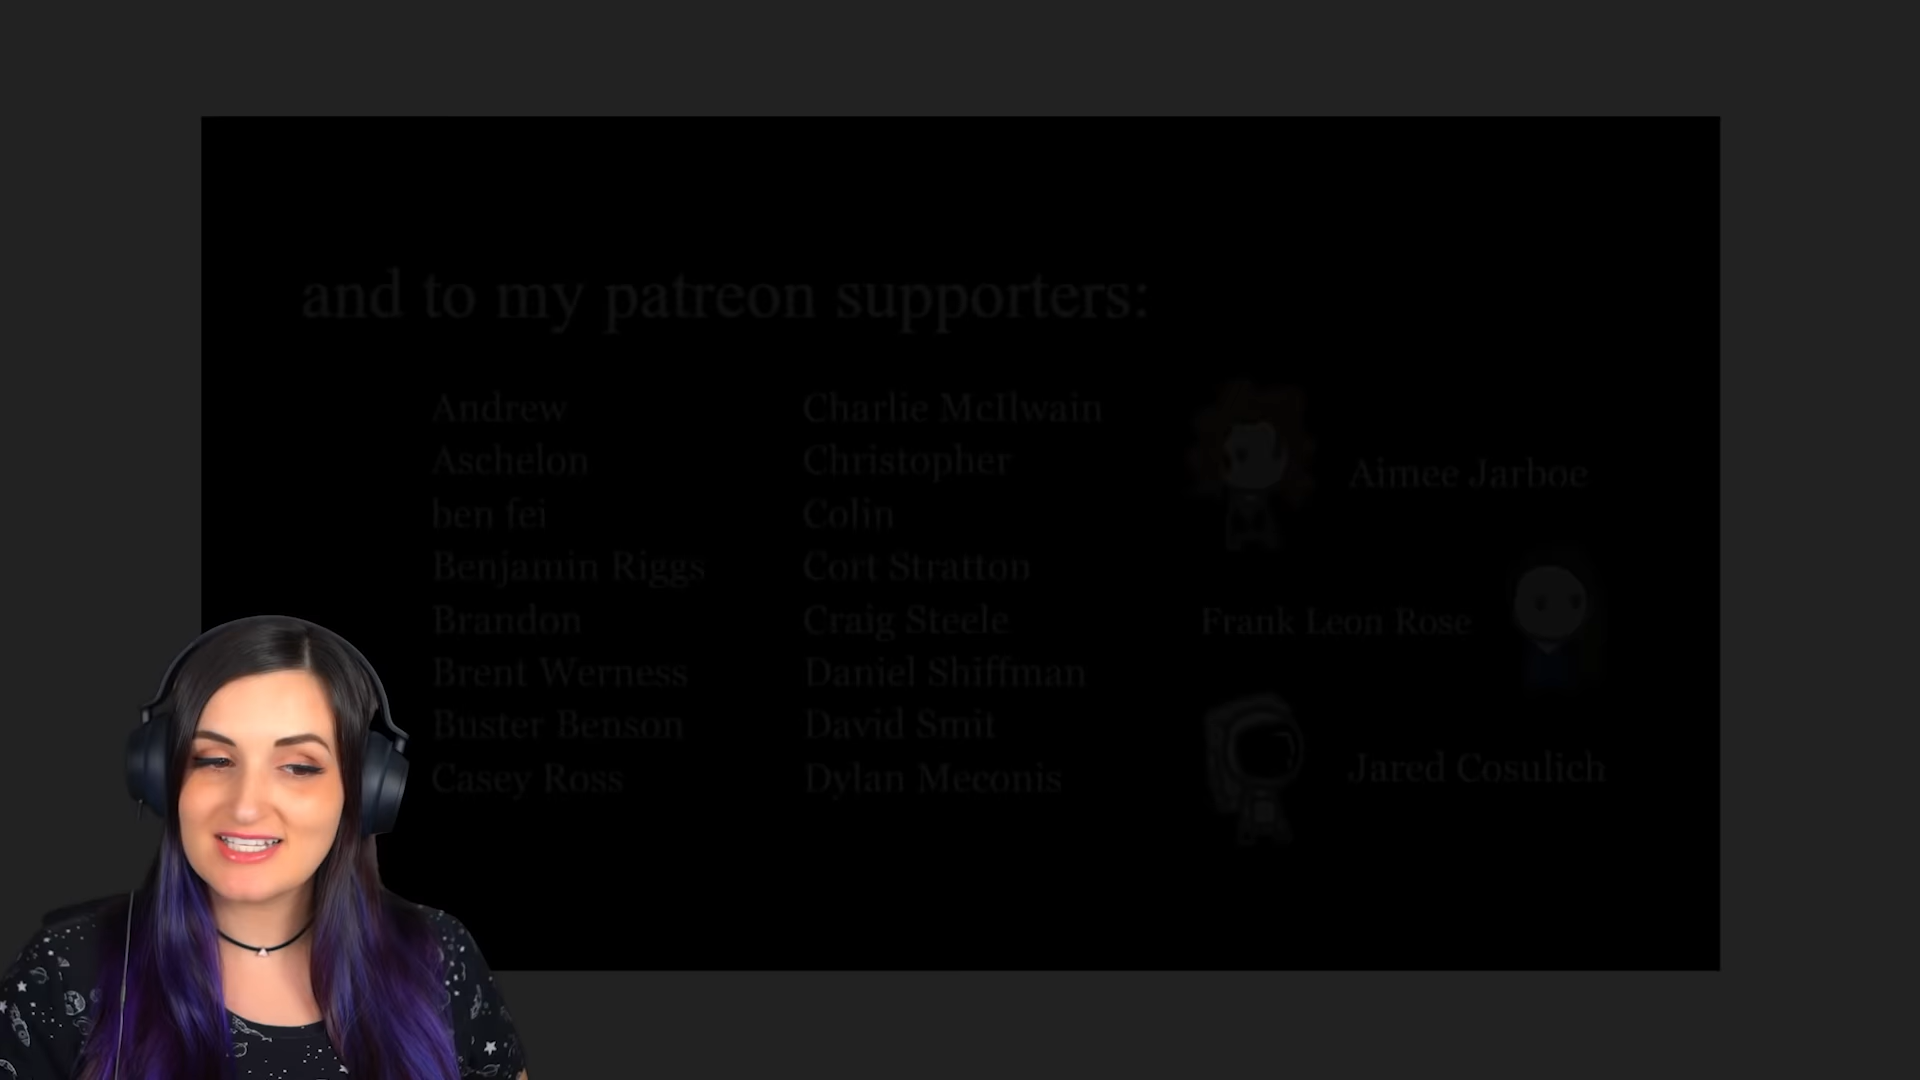 and to my patreon supporters:
Andrew
Aschelon
ben fei
Benjamin Riggs
Brandon
Brent Werness
Buster Benson
Casey Ross
Charlie McIlwain
Christopher
Colin
Cort Stratton
Craig Steele
Daniel Shiffman
David Smit
Dylan Meconis
Aimee Jarboe
Frank Leon Rose
Jared Cosulich